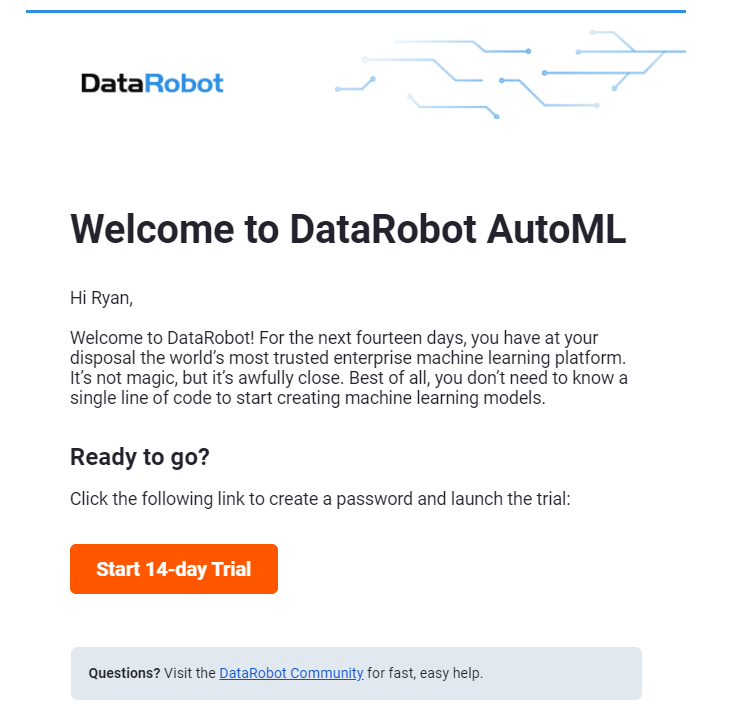 DataRobot
Welcome to DataRobot AutoML
Hi Ryan,
Welcome to DataRobot! For the next fourteen days, you have at your
disposal the world’s most trusted enterprise machine learning platform.
It’s not magic, but it’s awfully close. Best of all, you don’t need to know a
single line of code to start creating machine learning models.
Ready to go?
Click the following link to create a password and launch the trial:
Start 14-day Trial
Questions? Visit the DataRobot Community for fast, easy help.